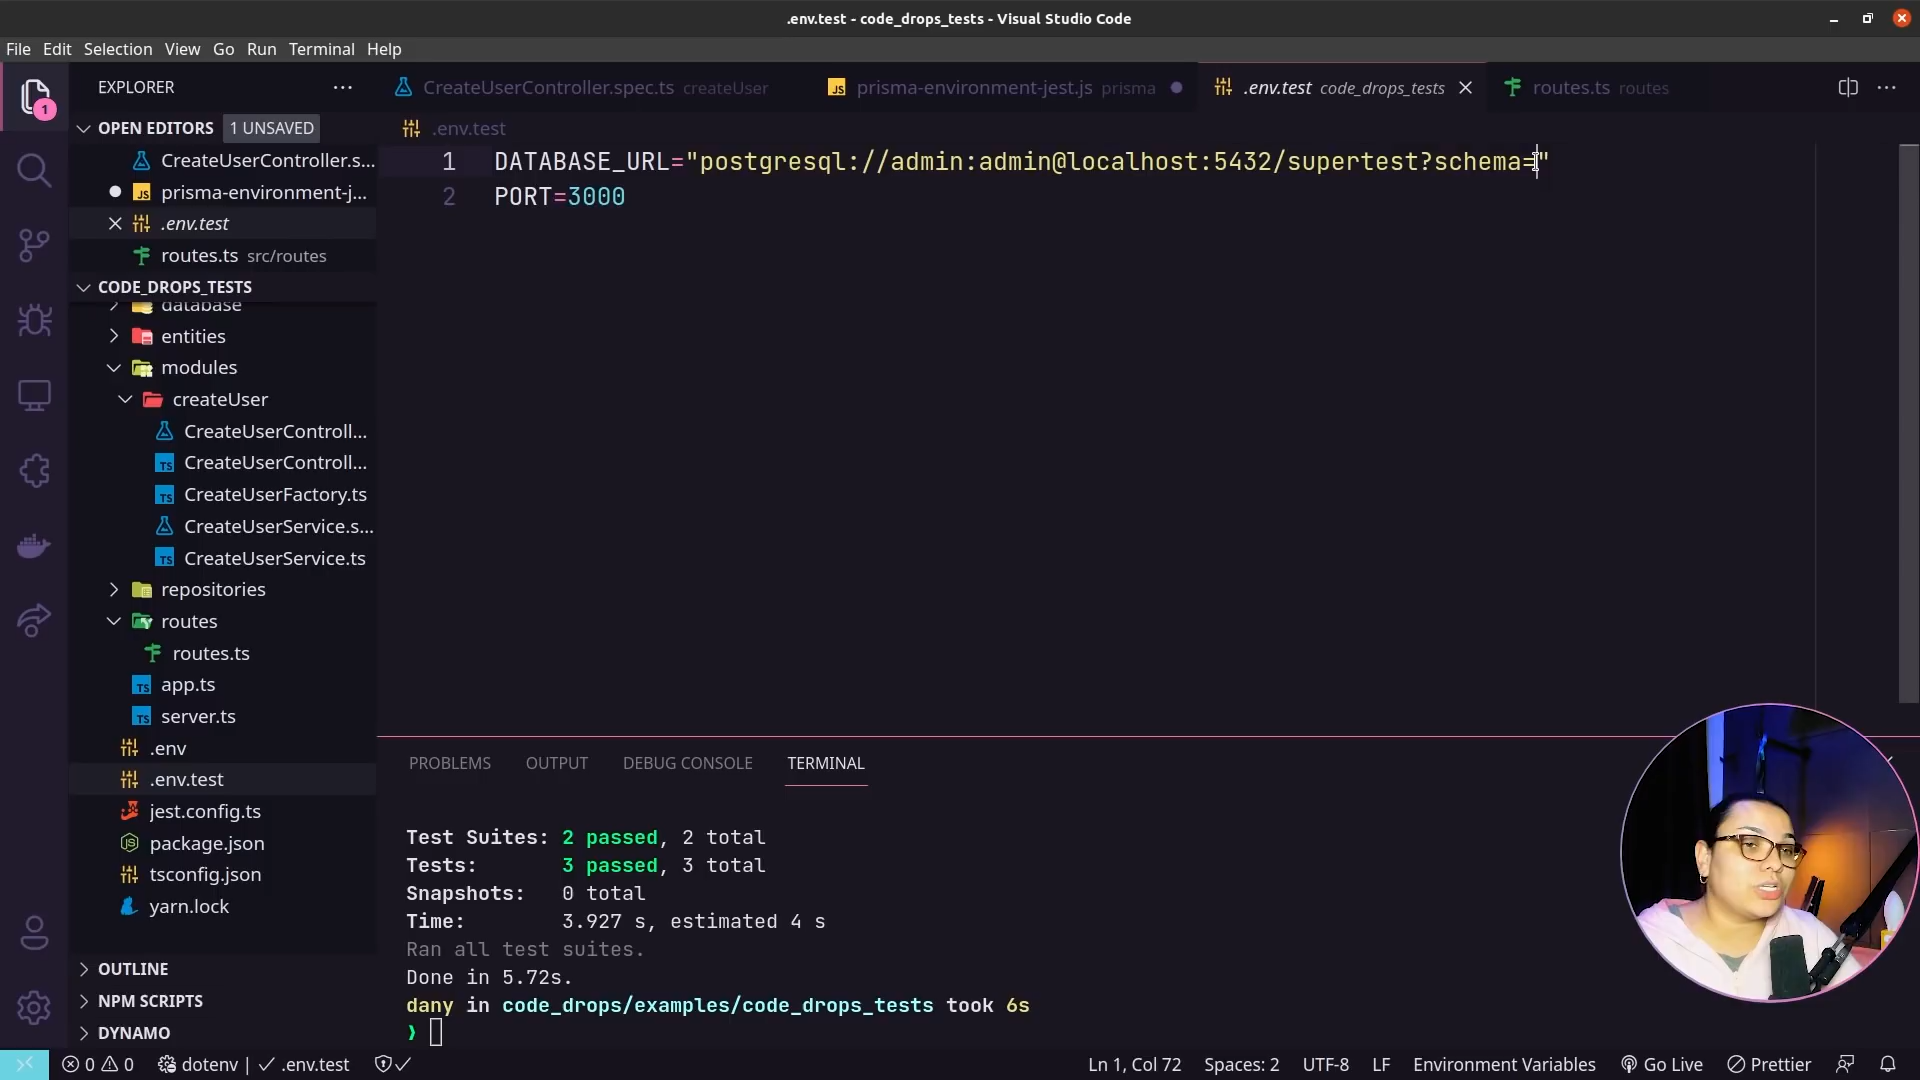 .env.test - code_drops_tests - Visual Studio Code
File Edit Selection View Go Run Terminal Help
EXPLORER
CreateUserController.spec.ts createUser
prisma-environment-jest.js prisma
.env.test code_drops_tests
routes.ts routes
1
OPEN EDITORS
1 UNSAVED
CreateUserController.s...
prisma-environment-j...
.env.test
routes.ts src/routes
CODE_DROPS_TESTS
database
entities
modules
createUser
CreateUserControll...
TS CreateUserControll...
TS CreateUserFactory.ts
CreateUserService.s...
TS CreateUserService.ts
repositories
routes
routes.ts
TS app.ts
TS server.ts
.env
.env.test
jest.config.ts
package.json
tsconfig.json
yarn.lock
OUTLINE
NPM SCRIPTS
DYNAMO
.env.test
1 DATABASE_URL="postgresql://admin:admin@localhost:5432/supertest?schema="
2 PORT=3000
PROBLEMS OUTPUT DEBUG CONSOLE TERMINAL
Test Suites: 2 passed, 2 total
Tests: 3 passed, 3 total
Snapshots: 0 total
Time: 3.927 s, estimated 4 s
Ran all test suites.
Done in 5.72s.
dany in code_drops/examples/code_drops_tests took 6s
❯
0 0 dotenv | ✓ .env.test
Ln 1, Col 72 Spaces: 2 UTF-8 LF Environment Variables Go Live Prettier